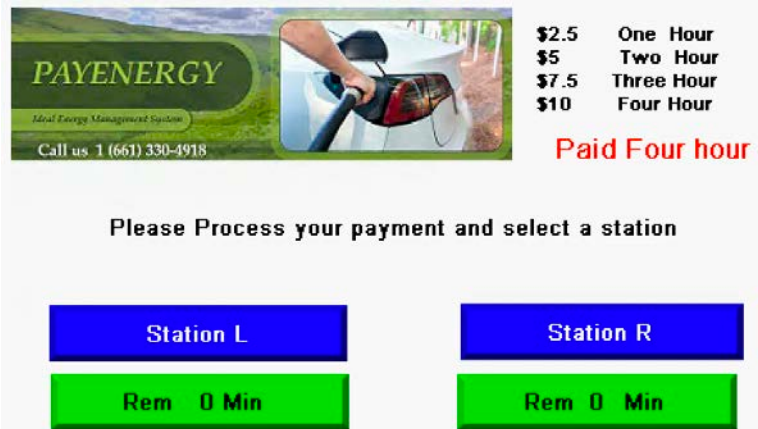 PAYENERGY
Ideal Energy Management System
Call us 1 (661) 330-4918
$2.5 One Hour
$5 Two Hour
$7.5 Three Hour
$10 Four Hour
Paid Four hour
Please Process your payment and select a station
Station L
Station R
Rem 0 Min
Rem 0 Min